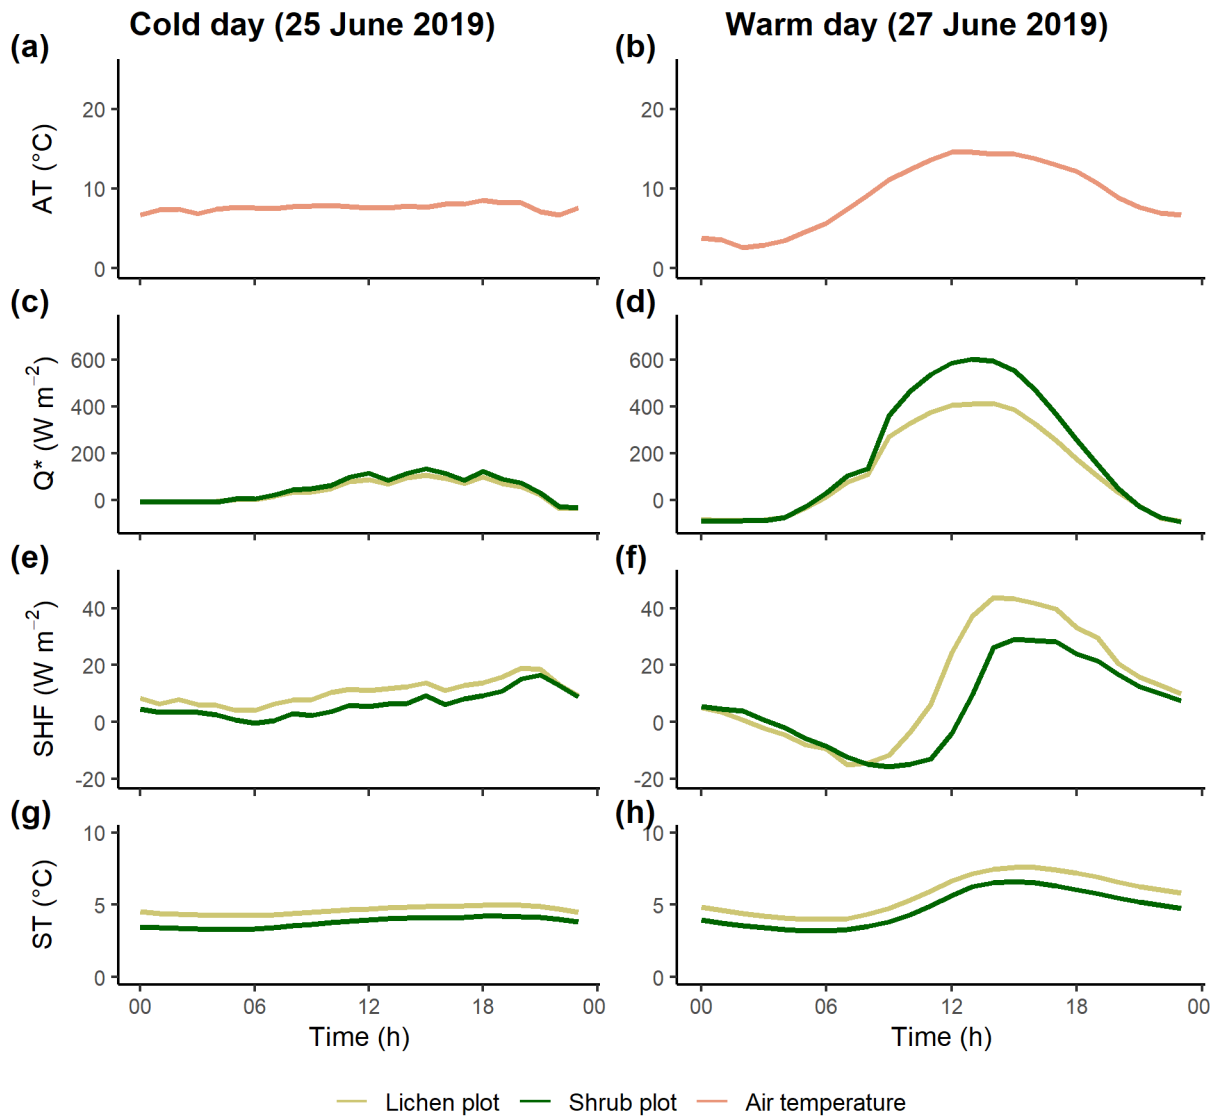 Cold day (25 June 2019)
Warm day (27 June 2019)
(a)
AT (°C)
20
10
0
(b)
20
10
0
(c)
Q* (W m⁻²)
600
400
200
0
(d)
600
400
200
0
(e)
SHF (W m⁻²)
40
20
0
-20
(f)
40
20
0
-20
(g)
ST (°C)
10
5
0
00 06 12 18 00
Time (h)
(h)
10
5
0
00 06 12 18 00
Time (h)
Lichen plot Shrub plot Air temperature